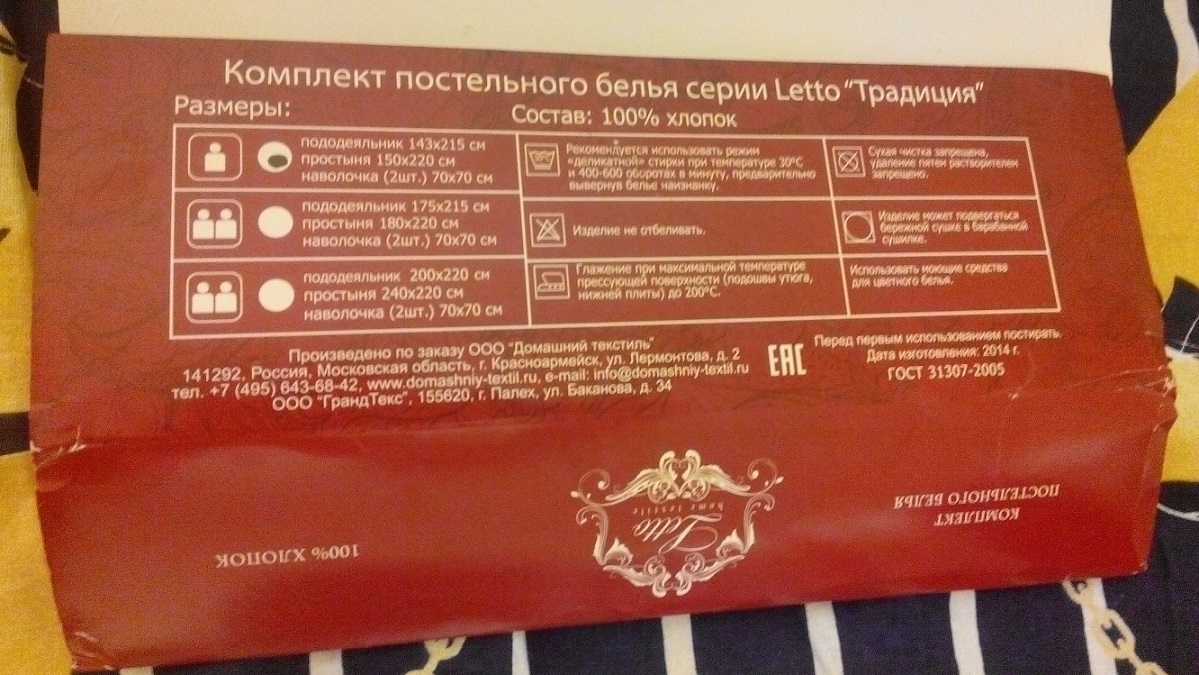 Комплект постельного белья серии Letto "Традиция"
Размеры:
Состав: 100% хлопок
пододеяльник 143x215 см
простыня 150x220 см
наволочка (2шт.) 70x70 см
пододеяльник 175x215 см
простыня 180x220 см
наволочка (2шт.) 70x70 см
пододеяльник 200x220 см
простыня 240x220 см
наволочка (2шт.) 70x70 см
Рекомендуется использовать режим
«деликатной» стирки при температуре 30°С
и 400-600 оборотах в минуту, предварительно
вывернув белье наизнанку.
Изделие не отбеливать.
Глажение при максимальной температуре
прессующей поверхности (подошвы утюга,
нижней плиты) до 200°С.
Сухая чистка запрещена,
удаление пятен растворителем
запрещено.
Изделие может подвергаться
бережной сушке в барабанной
сушилке.
Использовать моющие средства
для цветного белья.
Произведено по заказу ООО "Домашний текстиль"
141292, Россия, Московская область, г. Красноармейск, ул. Лермонтова, д. 2
тел. +7 (495) 643-68-42, www.domashniy-textil.ru, e-mail: info@domashniy-textil.ru
ООО "ГрандТекс", 155620, г. Палех, ул. Баканова, д. 34
ЕАС
Перед первым использованием постирать.
Дата изготовления: 2014 г.
ГОСТ 31307-2005
КОМПЛЕКТ
ПОСТЕЛЬНОГО БЕЛЬЯ
Letto
home textile
100% ХЛОПОК